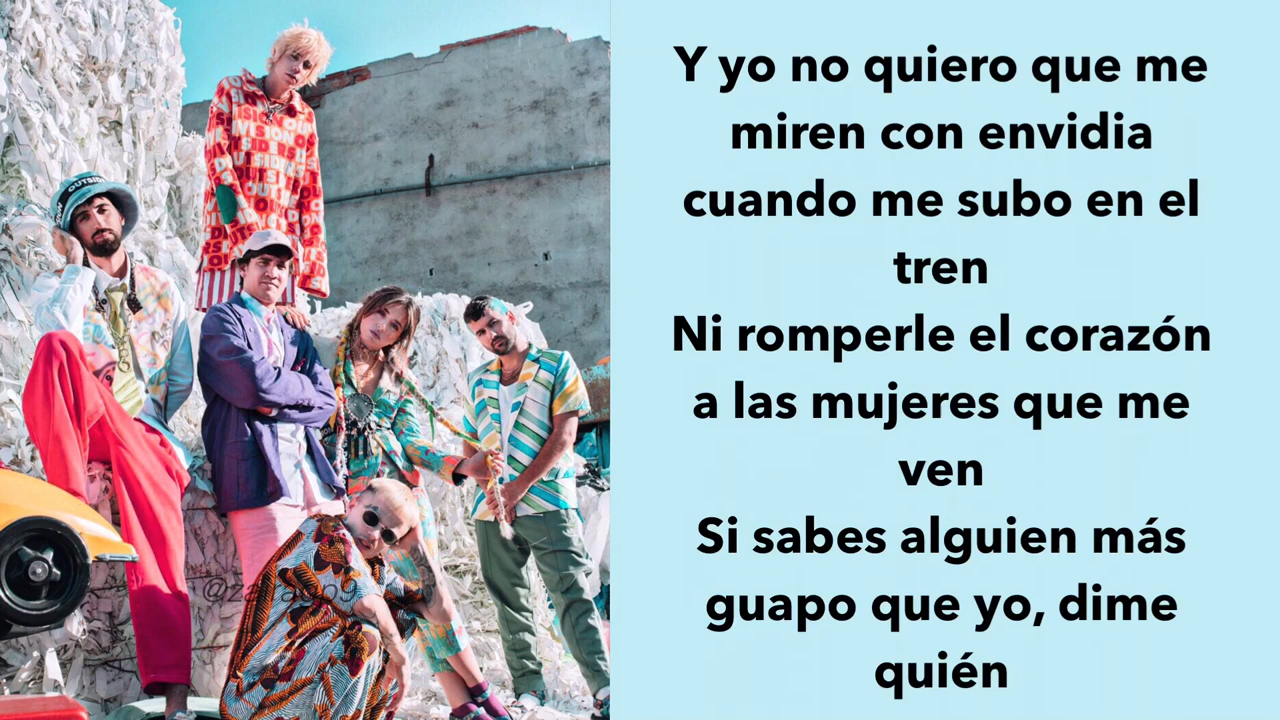 OUTSIDE
Y yo no quiero que me
miren con envidia
cuando me subo en el
tren
Ni romperle el corazón
a las mujeres que me
ven
Si sabes alguien más
guapo que yo, dime
quién